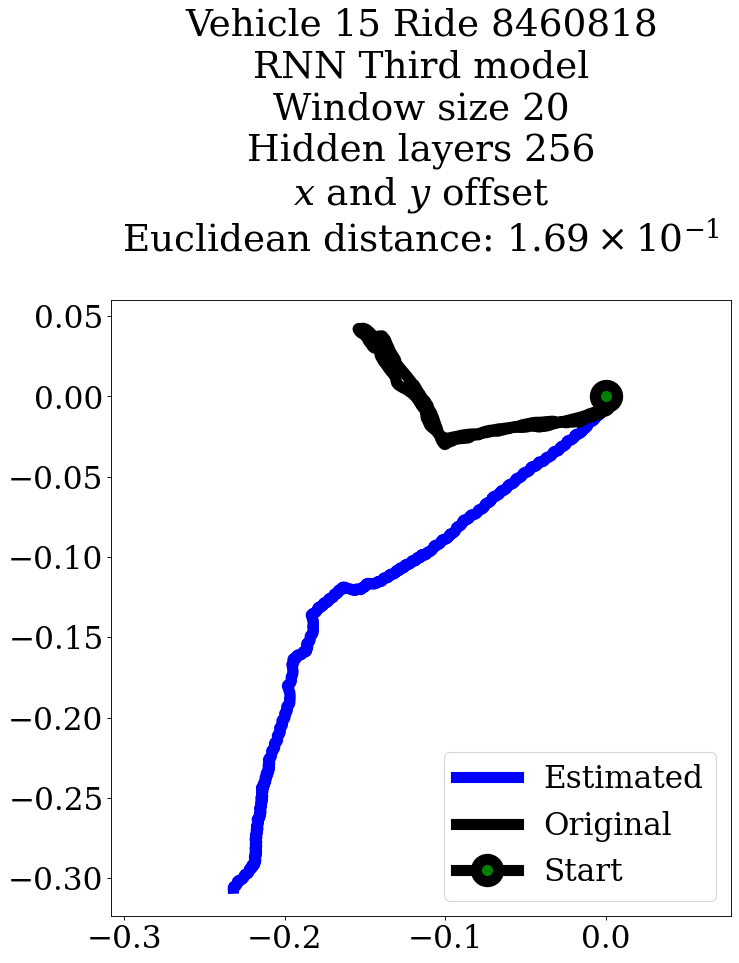 Vehicle 15 Ride 8460818
RNN Third model
Window size 20
Hidden layers 256
x and y offset
Euclidean distance: 1.69 × 10⁻¹
0.05
0.00
−0.05
−0.10
−0.15
−0.20
−0.25
−0.30
−0.3
−0.2
−0.1
0.0
Estimated
Original
Start